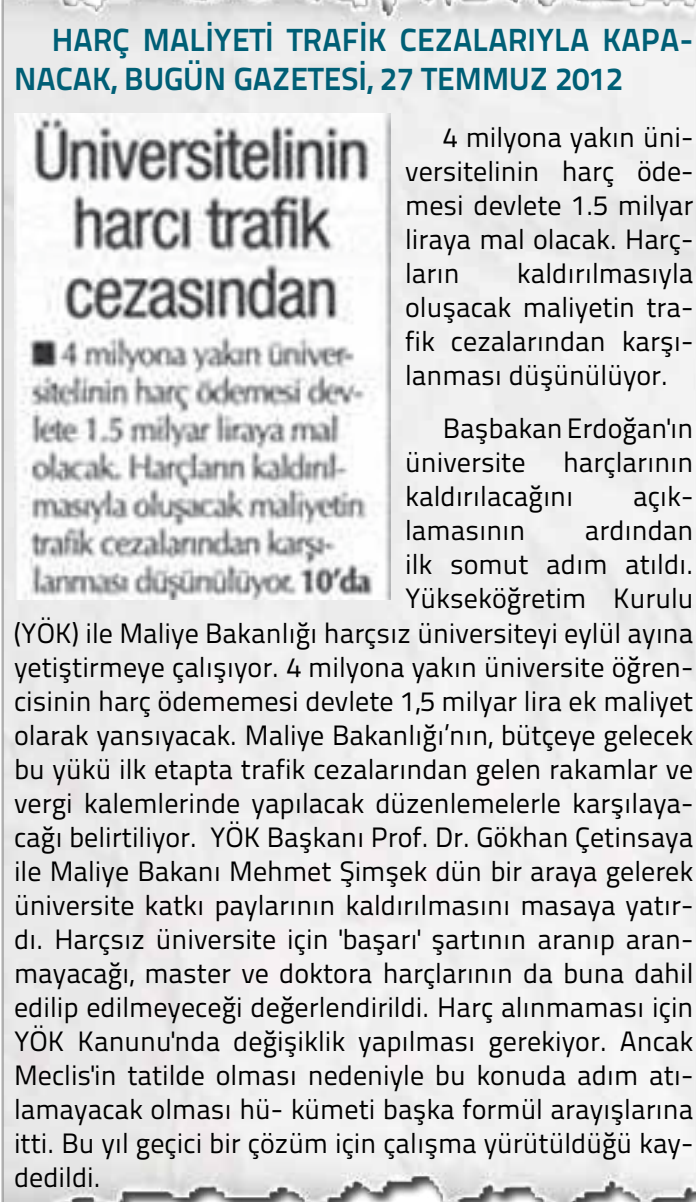 HARÇ MALİYETİ TRAFİK CEZALARIYLA KAPA-
NACAK, BUGÜN GAZETESİ, 27 TEMMUZ 2012
Üniversitelinin
harcı trafik
cezasından
■ 4 milyona yakın üniver-
sitelinin harç ödemesi dev-
lete 1.5 milyar liraya mal
olacak. Harçların kaldırıl-
masıyla oluşacak maliyetin
trafik cezalarından karşı-
lanması düşünülüyor. 10'da
4 milyona yakın üni-
versitelinin harç öde-
mesi devlete 1.5 milyar
liraya mal olacak. Harç-
ların kaldırılmasıyla
oluşacak maliyetin tra-
fik cezalarından karşı-
lanması düşünülüyor.
Başbakan Erdoğan'ın
üniversite harçlarının
kaldırılacağını açık-
lamasının ardından
ilk somut adım atıldı.
Yükseköğretim Kurulu
(YÖK) ile Maliye Bakanlığı harçsız üniversiteyi eylül ayına
yetiştirmeye çalışıyor. 4 milyona yakın üniversite öğren-
cisinin harç ödememesi devlete 1,5 milyar lira ek maliyet
olarak yansıyacak. Maliye Bakanlığı’nın, bütçeye gelecek
bu yükü ilk etapta trafik cezalarından gelen rakamlar ve
vergi kalemlerinde yapılacak düzenlemelerle karşılaya-
cağı belirtiliyor. YÖK Başkanı Prof. Dr. Gökhan Çetinsaya
ile Maliye Bakanı Mehmet Şimşek dün bir araya gelerek
üniversite katkı paylarının kaldırılmasını masaya yatır-
dı. Harçsız üniversite için 'başarı' şartının aranıp aran-
mayacağı, master ve doktora harçlarının da buna dahil
edilip edilmeyeceği değerlendirildi. Harç alınmaması için
YÖK Kanunu'nda değişiklik yapılması gerekiyor. Ancak
Meclis'in tatilde olması nedeniyle bu konuda adım atı-
lamayacak olması hü- kümeti başka formül arayışlarına
itti. Bu yıl geçici bir çözüm için çalışma yürütüldüğü kay-
dedildi.